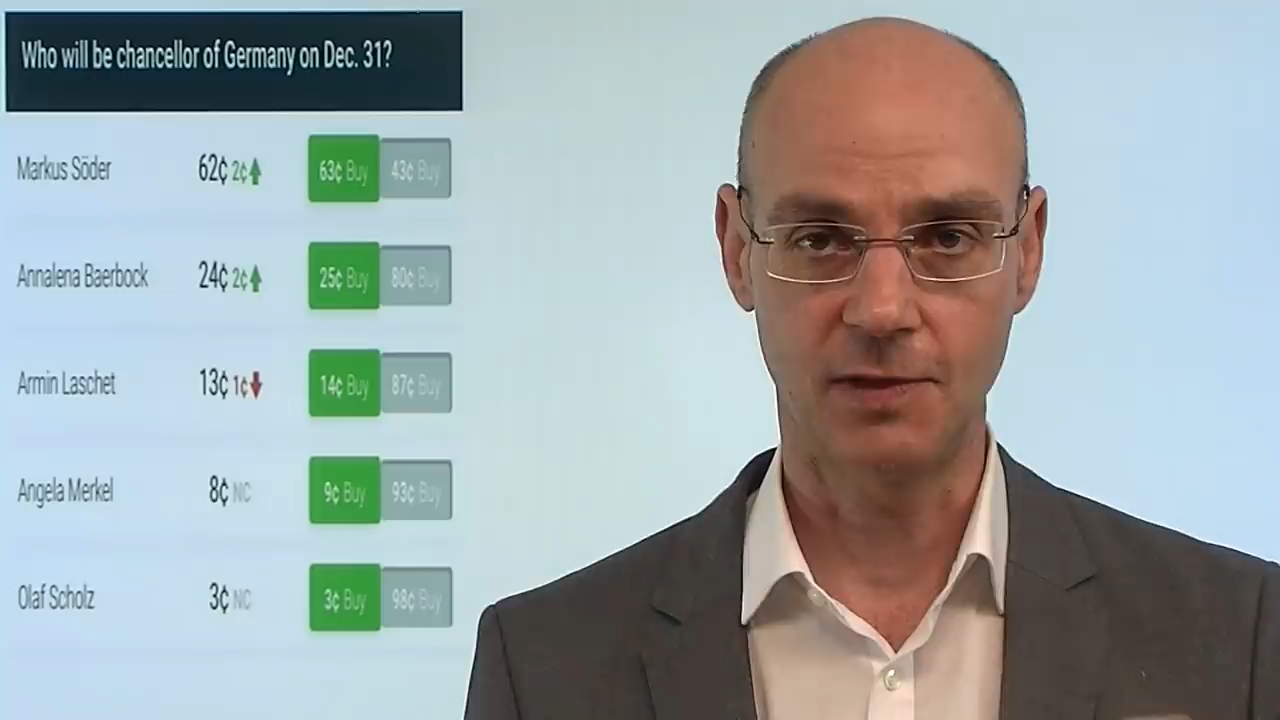 Who will be chancellor of Germany on Dec. 31?
Markus Söder 62¢ 2¢ 63¢ Buy 43¢ Buy
Annalena Baerbock 24¢ 2¢ 25¢ Buy 80¢ Buy
Armin Laschet 13¢ 1¢ 14¢ Buy 87¢ Buy
Angela Merkel 8¢ NC 9¢ Buy 93¢ Buy
Olaf Scholz 3¢ NC 3¢ Buy 98¢ Buy